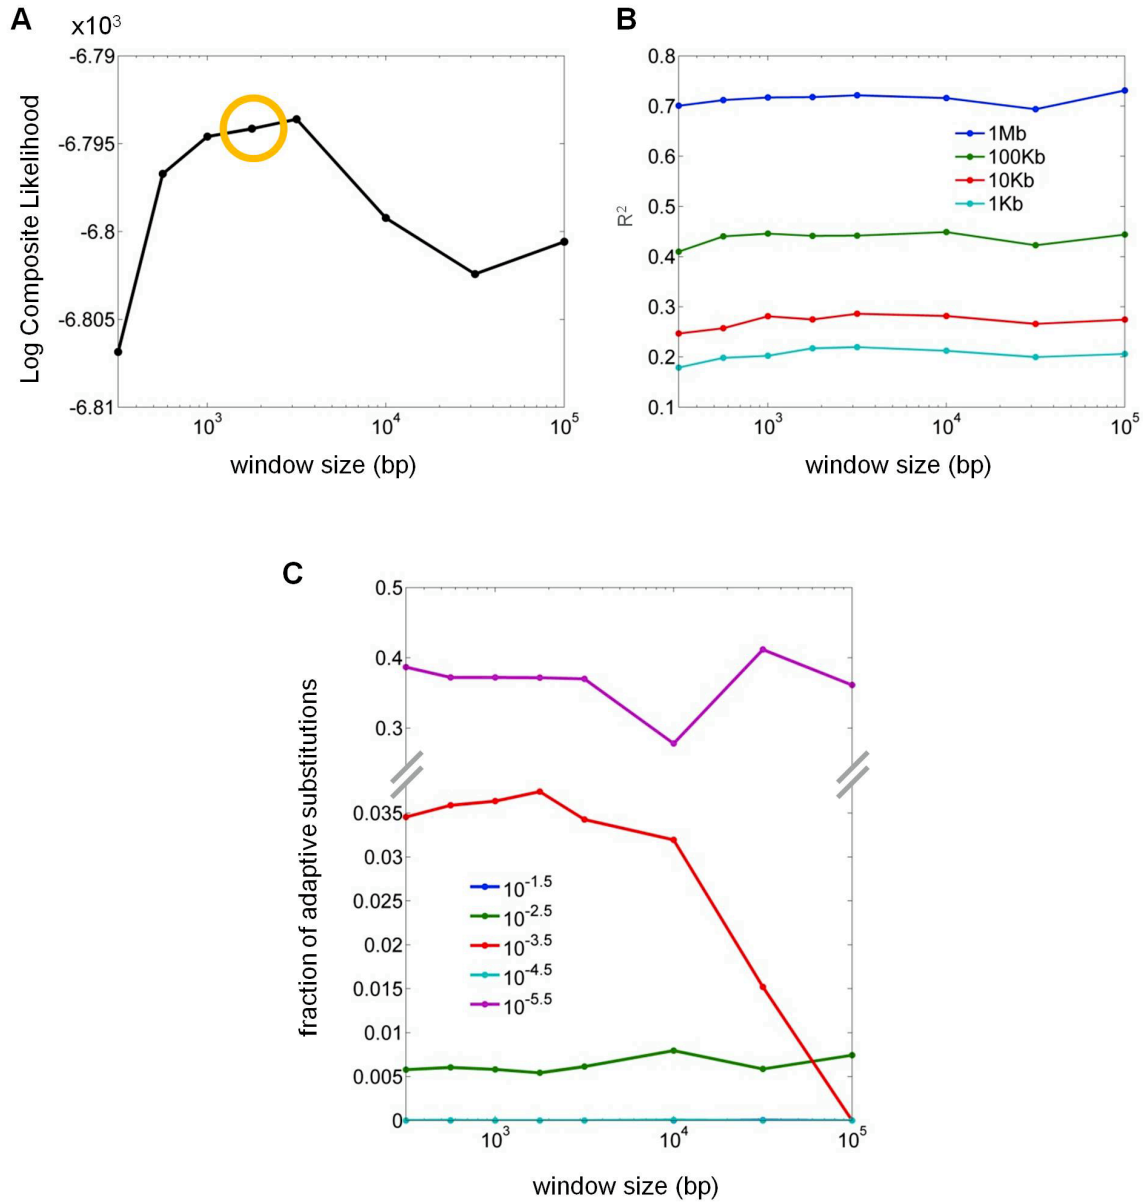 A
x10³
-6.79
-6.795
-6.8
-6.805
-6.81
Log Composite Likelihood
10³
10⁴
10⁵
window size (bp)
B
0.8
0.7
0.6
0.5
0.4
0.3
0.2
0.1
R²
1Mb
100Kb
10Kb
1Kb
10³
10⁴
10⁵
window size (bp)
C
0.5
0.4
0.3
0.035
0.03
0.025
0.02
0.015
0.01
0.005
0
fraction of adaptive substitutions
10^-1.5
10^-2.5
10^-3.5
10^-4.5
10^-5.5
10³
10⁴
10⁵
window size (bp)